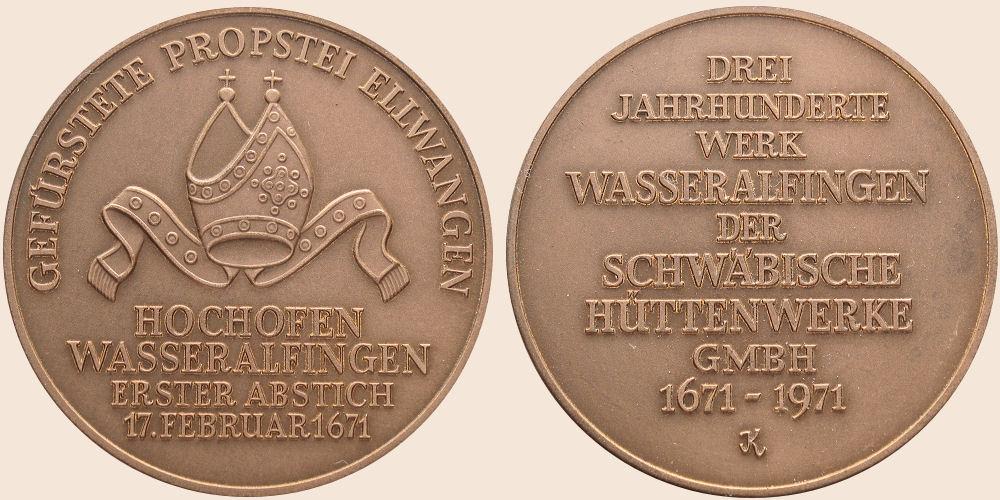 GEFÜRSTETE PROPSTEI ELLWANGEN
HOCHOFEN
WASSERALFINGEN
ERSTER ABSTICH
17. FEBRUAR 1671
DREI
JAHRHUNDERTE
WERK
WASSERALFINGEN
DER
SCHWÄBISCHE
HÜTTENWERKE
GMBH
1671 - 1971
K